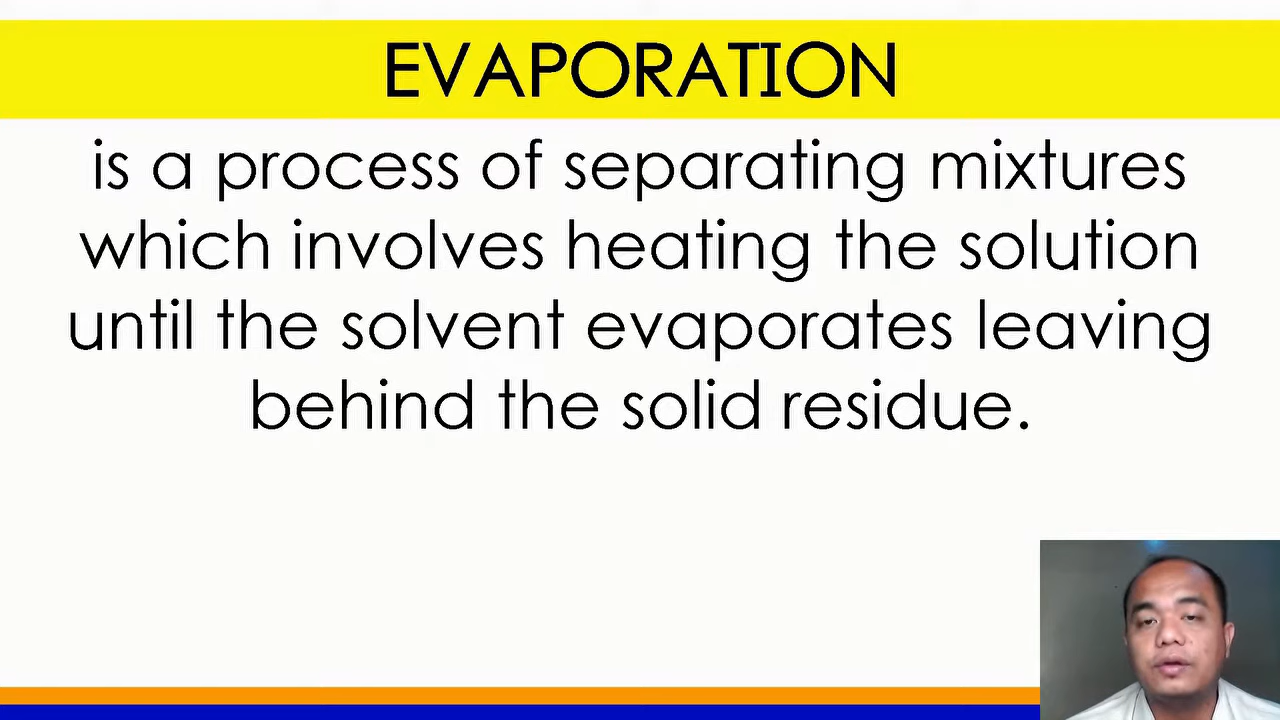 EVAPORATION
is a process of separating mixtures
which involves heating the solution
until the solvent evaporates leaving
behind the solid residue.